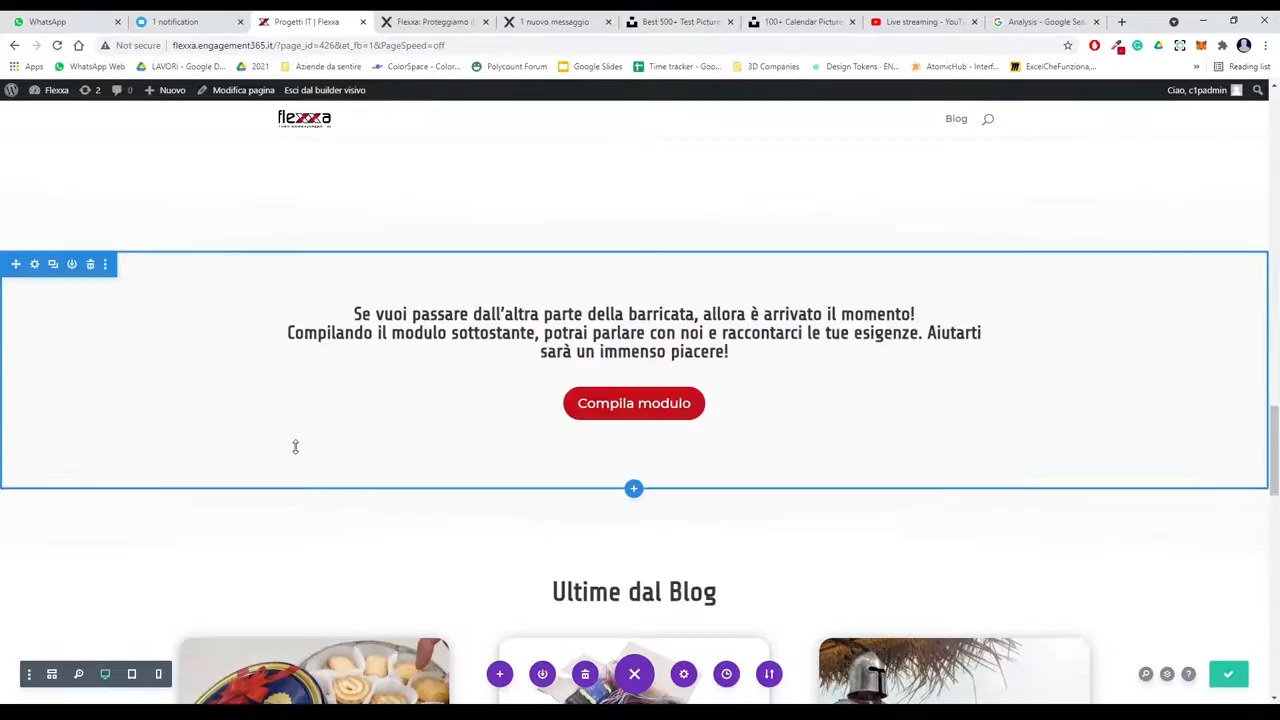 WhatsApp
1 notification
Progetti IT | Flexxa
Flexxa: Proteggiamo il
1 nuovo messaggio
Best 500+ Test Picture
100+ Calendar Picture
Live streaming - YouT
Analysis - Google Se
Not secure
flexxa.engagement365.it/?page_id=426&et_fb=1&PageSpeed=off
Apps
WhatsApp Web
LAVORI - Google D...
2021
Aziende da sentire
ColorSpace - Color...
Polycount Forum
Google Slides
Time tracker - Goo...
3D Companies
Design Tokens · EN...
AtomicHub - Interf...
ExcelCheFunziona,...
»
Reading list
Flexxa
2
0
Nuovo
Modifica pagina
Esci dal builder visivo
Ciao, c1padmin
flexxa
Blog
Se vuoi passare dall'altra parte della barricata, allora è arrivato il momento!
Compilando il modulo sottostante, potrai parlare con noi e raccontarci le tue esigenze. Aiutarti
sarà un immenso piacere!
Compila modulo
Ultime dal Blog